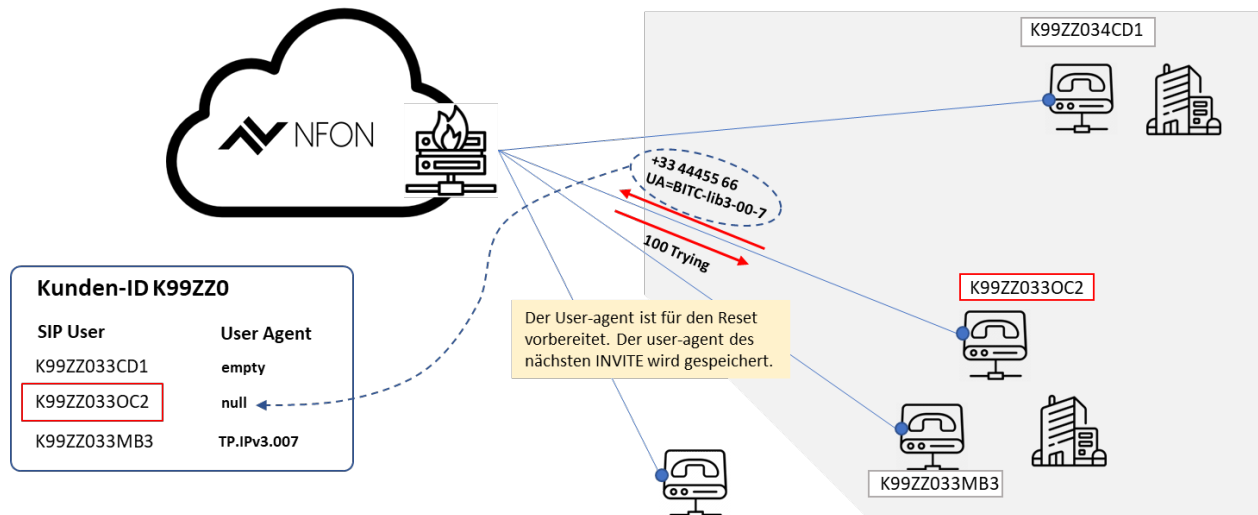 K99ZZ034CD1
NFON
+33 44455 66
UA=BITC-lib3-00-7
100 Trying
Kunden-ID K99ZZ0
SIP User User Agent
K99ZZ033CD1 empty
K99ZZ033OC2 null
K99ZZ033MB3 TP.IPv3.007
Der User-agent ist für den Reset
vorbereitet. Der user-agent des
nächsten INVITE wird gespeichert.
K99ZZ033OC2
K99ZZ033MB3